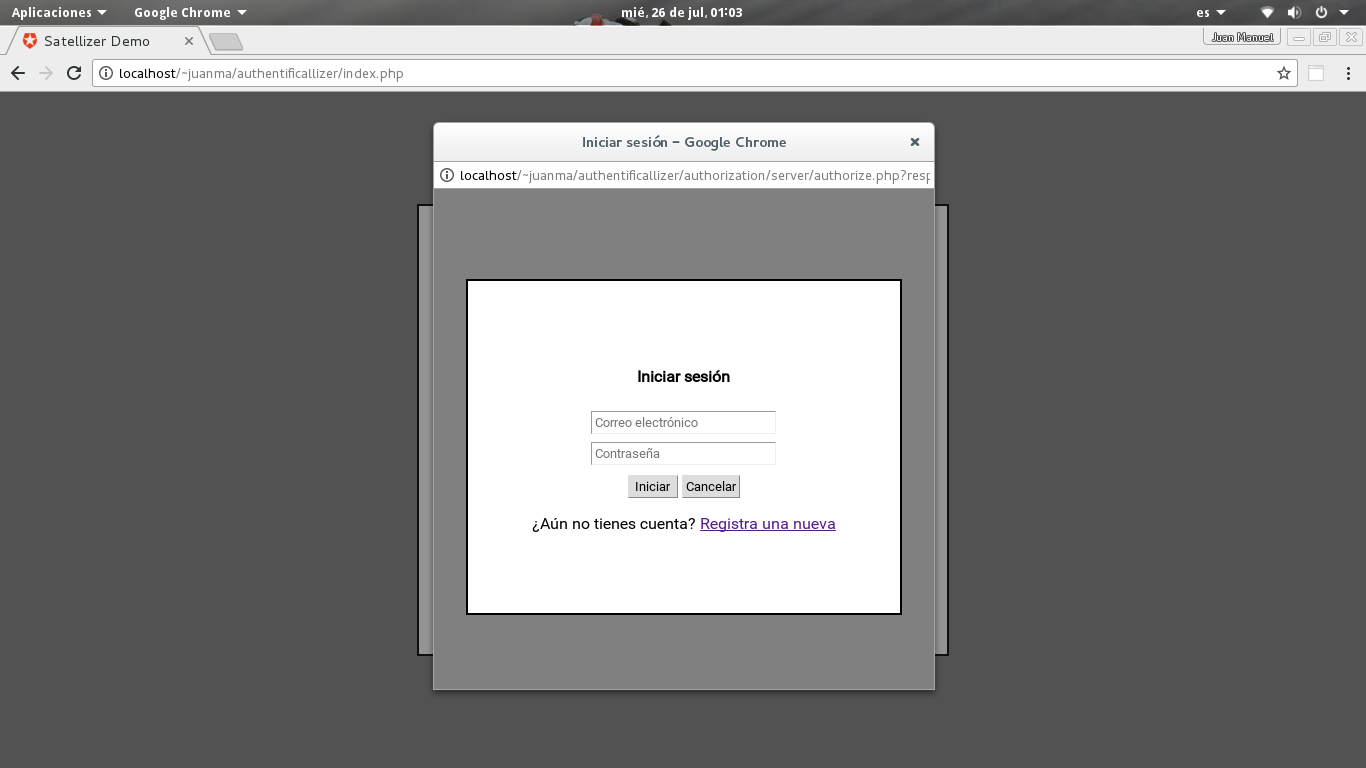 Aplicaciones Google Chrome mié, 26 de jul, 01:03 es
Satellizer Demo Juan Manuel
localhost/~juanma/authentificallizer/index.php
Iniciar sesión – Google Chrome
localhost/~juanma/authentificallizer/authorization/server/authorize.php?resp
Iniciar sesión
Correo electrónico
Contraseña
Iniciar Cancelar
¿Aún no tienes cuenta? Registra una nueva